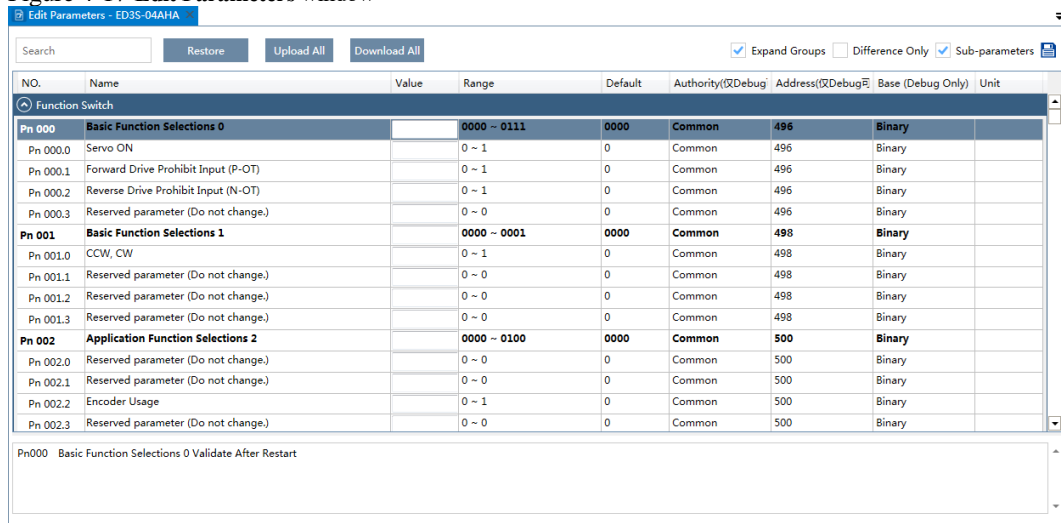 Figure 4-17 Edit Parameters window
Edit Parameters - ED3S-04AHA
Search Restore Upload All Download All Expand Groups Difference Only Sub-parameters
NO. Name Value Range Default Authority(仅Debug Address(仅Debug可 Base (Debug Only) Unit
Function Switch
Pn 000 Basic Function Selections 0 0000 ~ 0111 0000 Common 496 Binary
Pn 000.0 Servo ON 0 ~ 1 0 Common 496 Binary
Pn 000.1 Forward Drive Prohibit Input (P-OT) 0 ~ 1 0 Common 496 Binary
Pn 000.2 Reverse Drive Prohibit Input (N-OT) 0 ~ 1 0 Common 496 Binary
Pn 000.3 Reserved parameter (Do not change.) 0 ~ 0 0 Common 496 Binary
Pn 001 Basic Function Selections 1 0000 ~ 0001 0000 Common 498 Binary
Pn 001.0 CCW, CW 0 ~ 1 0 Common 498 Binary
Pn 001.1 Reserved parameter (Do not change.) 0 ~ 0 0 Common 498 Binary
Pn 001.2 Reserved parameter (Do not change.) 0 ~ 0 0 Common 498 Binary
Pn 001.3 Reserved parameter (Do not change.) 0 ~ 0 0 Common 498 Binary
Pn 002 Application Function Selections 2 0000 ~ 0100 0000 Common 500 Binary
Pn 002.0 Reserved parameter (Do not change.) 0 ~ 0 0 Common 500 Binary
Pn 002.1 Reserved parameter (Do not change.) 0 ~ 0 0 Common 500 Binary
Pn 002.2 Encoder Usage 0 ~ 1 0 Common 500 Binary
Pn 002.3 Reserved parameter (Do not change.) 0 ~ 0 0 Common 500 Binary
Pn000 Basic Function Selections 0 Validate After Restart